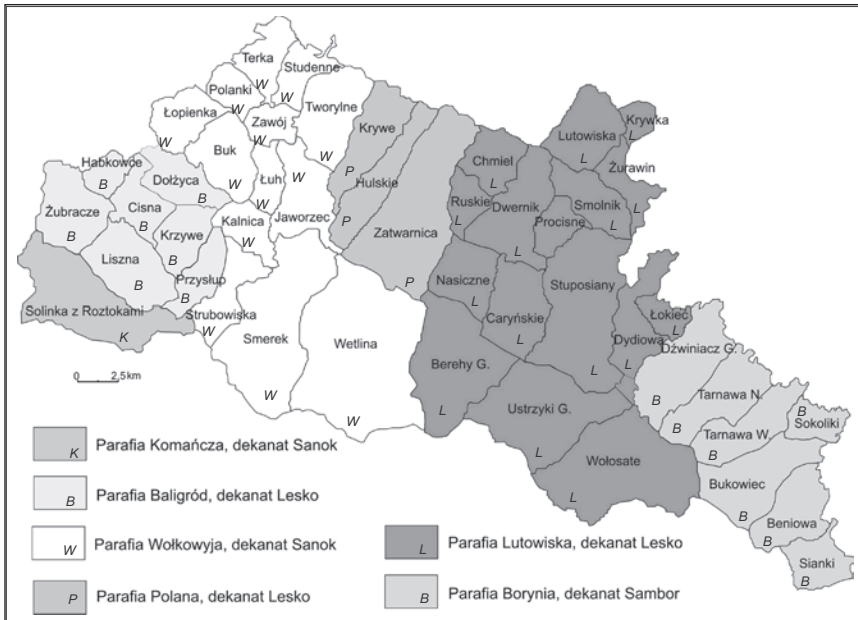 Terka
W
Studenne
W
Polanki
W
Tworylne
W
Łopienka
W
Zawój
W
Krywe
P
Buk
W
Hulskie
P
Habkowce
B
Dołżyca
B
Łuh
W
W
Jaworzec
Żubracze
B
Cisna
B
Kalnica
W
Krzywe
B
Liszna
B
Przysłup
B
Zatwarnica
P
Solinka z Roztokami
K
Strubowiska
W
Smerek
W
Wetlina
W
Lutowiska
L
Krywka
L
Chmiel
L
Żurawin
L
Ruskie
L
Dwernik
L
Procisne
Smolnik
L
Nasiczne
L
Caryńskie
L
Stuposiany
L
Łokieć
L
Dydiowa
L
Dźwiniacz G.
B
Berehy G.
L
Tarnawa N.
B
B
Sokoliki
Ustrzyki G.
L
Tarnawa W.
B
Wołosate
L
Bukowiec
B
Beniowa
B
Sianki
B
0 2,5km
K Parafia Komańcza, dekanat Sanok
B Parafia Baligród, dekanat Lesko
W Parafia Wołkowyja, dekanat Sanok
P Parafia Polana, dekanat Lesko
L Parafia Lutowiska, dekanat Lesko
B Parafia Borynia, dekanat Sambor